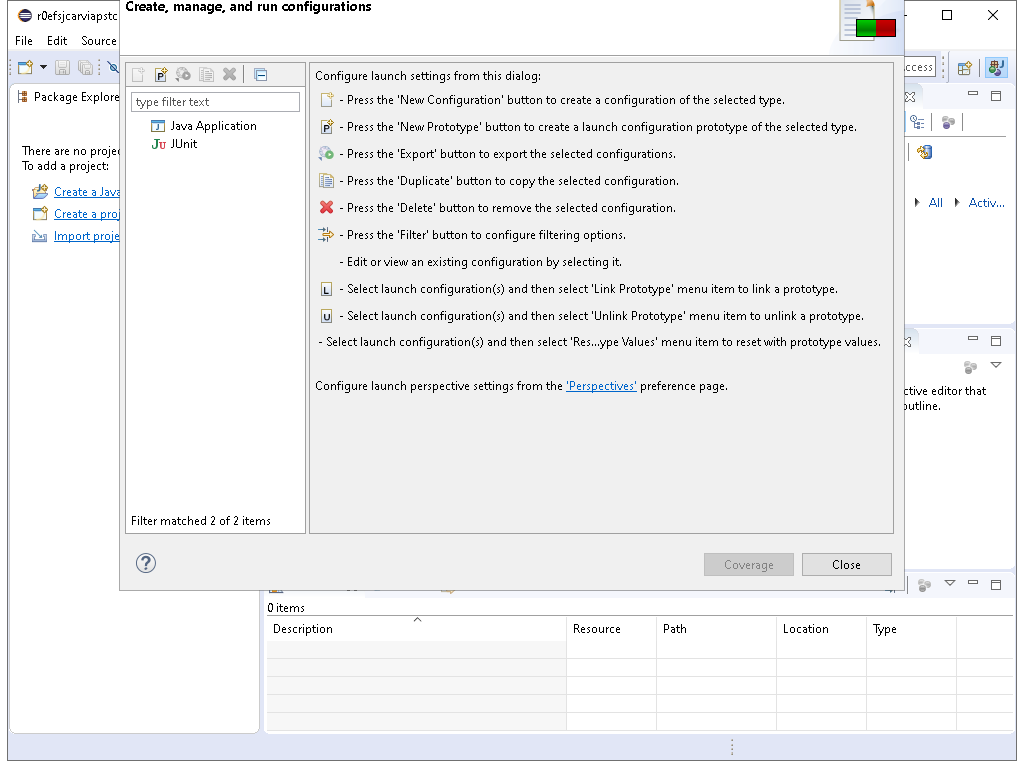 r0efsjcarviapstc
Create, manage, and run configurations
File Edit Source
ccess
Package Explore
type filter text
Java Application
JUnit
Filter matched 2 of 2 items
There are no projec
To add a project:
Create a Java
Create a proj
Import proje
Configure launch settings from this dialog:
- Press the 'New Configuration' button to create a configuration of the selected type.
- Press the 'New Prototype' button to create a launch configuration prototype of the selected type.
- Press the 'Export' button to export the selected configurations.
- Press the 'Duplicate' button to copy the selected configuration.
- Press the 'Delete' button to remove the selected configuration.
- Press the 'Filter' button to configure filtering options.
- Edit or view an existing configuration by selecting it.
- Select launch configuration(s) and then select 'Link Prototype' menu item to link a prototype.
- Select launch configuration(s) and then select 'Unlink Prototype' menu item to unlink a prototype.
- Select launch configuration(s) and then select 'Res...ype Values' menu item to reset with prototype values.
Configure launch perspective settings from the 'Perspectives' preference page.
Coverage Close
All Activ...
ctive editor that
outline.
0 items
Description Resource Path Location Type